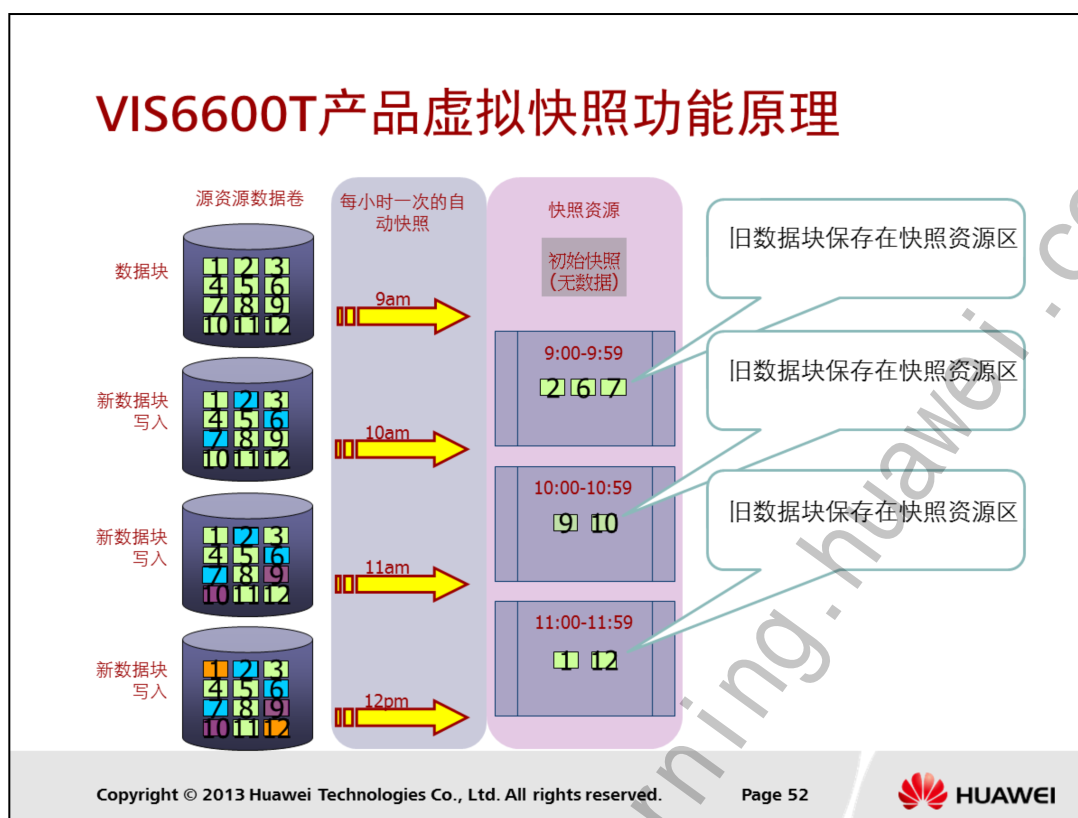 VIS6600T产品虚拟快照功能原理
源资源数据卷
每小时一次的自
动快照
快照资源
旧数据块保存在快照资源区
数据块
1 2 3
4 5 6
7 8 9
10 11 12
初始快照
(无数据)
9am
9:00-9:59
2 6 7
旧数据块保存在快照资源区
新数据块
写入
1 2 3
4 5 6
7 8 9
10 11 12
10am
10:00-10:59
9 10
旧数据块保存在快照资源区
新数据块
写入
1 2 3
4 5 6
7 8 9
10 11 12
11am
11:00-11:59
1 12
新数据块
写入
1 2 3
4 5 6
7 8 9
10 11 12
12pm
Copyright © 2013 Huawei Technologies Co., Ltd. All rights reserved.
Page 52
HUAWEI
rning.huawei.co